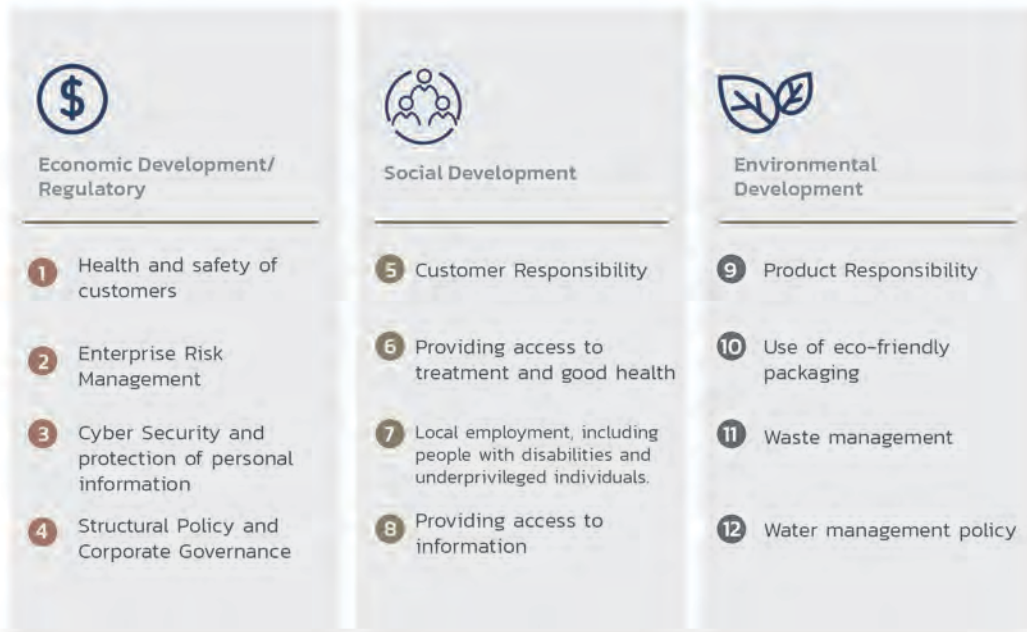 $
Economic Development/
Regulatory
1 Health and safety of
customers
2 Enterprise Risk
Management
3 Cyber Security and
protection of personal
information
4 Structural Policy and
Corporate Governance
Social Development
5 Customer Responsibility
6 Providing access to
treatment and good health
7 Local employment, including
people with disabilities and
underprivileged individuals.
8 Providing access to
information
Environmental
Development
9 Product Responsibility
10 Use of eco-friendly
packaging
11 Waste management
12 Water management policy